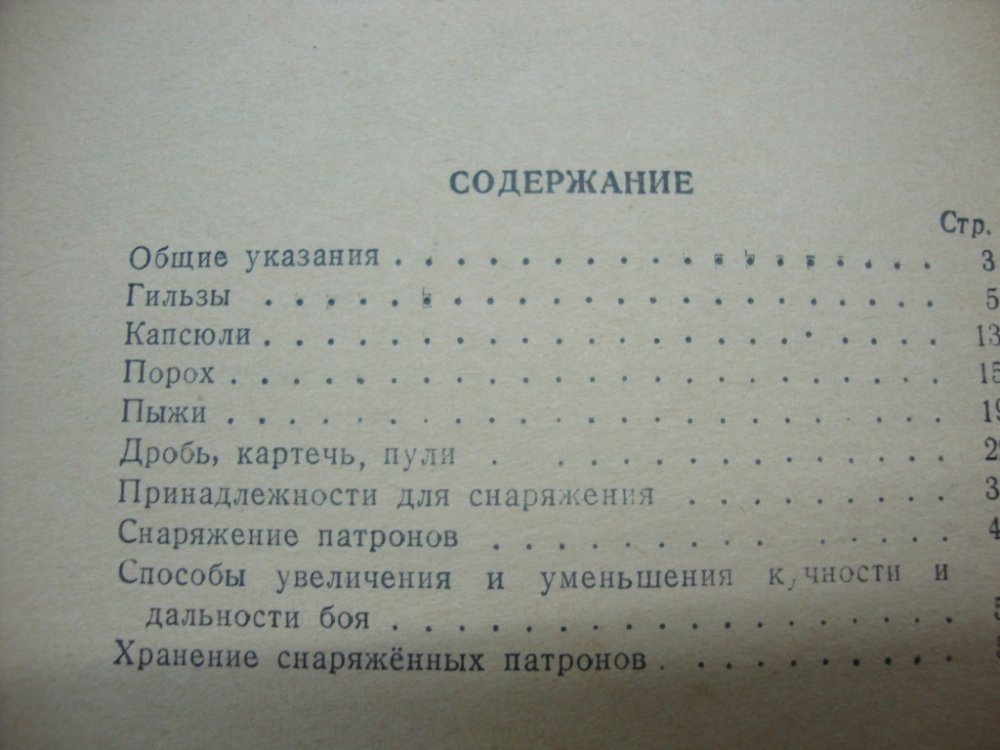 СОДЕРЖАНИЕ
Стр.
Общие указания . . . . . . . . . . . . . . . . . . 3
Гильзы . . . . . . . . . . . . . . . . . . . . . . 5
Капсюли . . . . . . . . . . . . . . . . . . . . . . 13
Порох . . . . . . . . . . . . . . . . . . . . . . . 15
Пыжи . . . . . . . . . . . . . . . . . . . . . . . 19
Дробь, картечь, пули . . . . . . . . . . . . . .
Принадлежности для снаряжения . . . . . . . . . .
Снаряжение патронов . . . . . . . . . . . . . . .
Способы увеличения и уменьшения кучности и
дальности боя . . . . . . . . . . . . . . . . . . .
Хранение снаряжённых патронов . . . . . . . . . .